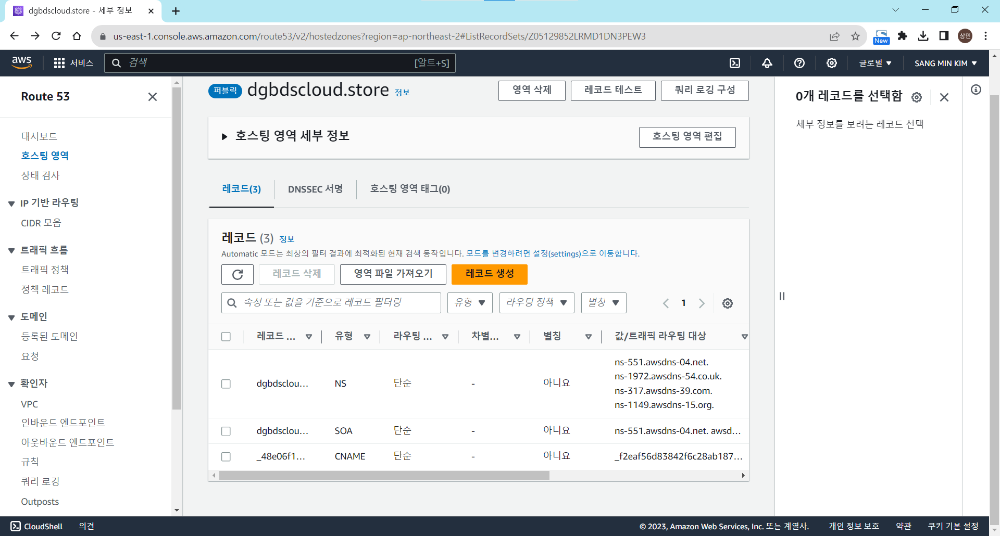 dgbdscloud.store - 세부 정보
us-east-1.console.aws.amazon.com/route53/v2/hostedzones?region=ap-northeast-2#ListRecordSets/Z05129852LRMD1DN3PEW3
New
상민
aws
서비스
검색
[알트+S]
글로벌
SANG MIN KIM
Route 53
대시보드
호스팅 영역
상태 검사
IP 기반 라우팅
CIDR 모음
트래픽 흐름
트래픽 정책
정책 레코드
도메인
등록된 도메인
요청
확인자
VPC
인바운드 엔드포인트
아웃바운드 엔드포인트
규칙
쿼리 로깅
Outposts
퍼블릭 dgbdscloud.store 정보
영역 삭제
레코드 테스트
쿼리 로깅 구성
호스팅 영역 세부 정보
호스팅 영역 편집
레코드(3)
DNSSEC 서명
호스팅 영역 태그(0)
레코드 (3) 정보
Automatic 모드는 최상의 필터 결과에 최적화된 현재 검색 동작입니다. 모드를 변경하려면 설정(settings)으로 이동합니다.
레코드 삭제
영역 파일 가져오기
레코드 생성
속성 또는 값을 기준으로 레코드 필터링
유형
라우팅 정책
별칭
1
레코드 ... 유형 라우팅 ... 차별... 별칭 값/트래픽 라우팅 대상
dgbdsclou... NS 단순 - 아니요
ns-551.awsdns-04.net.
ns-1972.awsdns-54.co.uk.
ns-317.awsdns-39.com.
ns-1149.awsdns-15.org.
dgbdsclou... SOA 단순 - 아니요 ns-551.awsdns-04.net. awsd...
_48e06f1... CNAME 단순 - 아니요 _f2eaf56d83842f6c28ab187...
0개 레코드를 선택함
세부 정보를 보려는 레코드 선택
CloudShell
의견
© 2023, Amazon Web Services, Inc. 또는 계열사.
개인 정보 보호
약관
쿠키 기본 설정